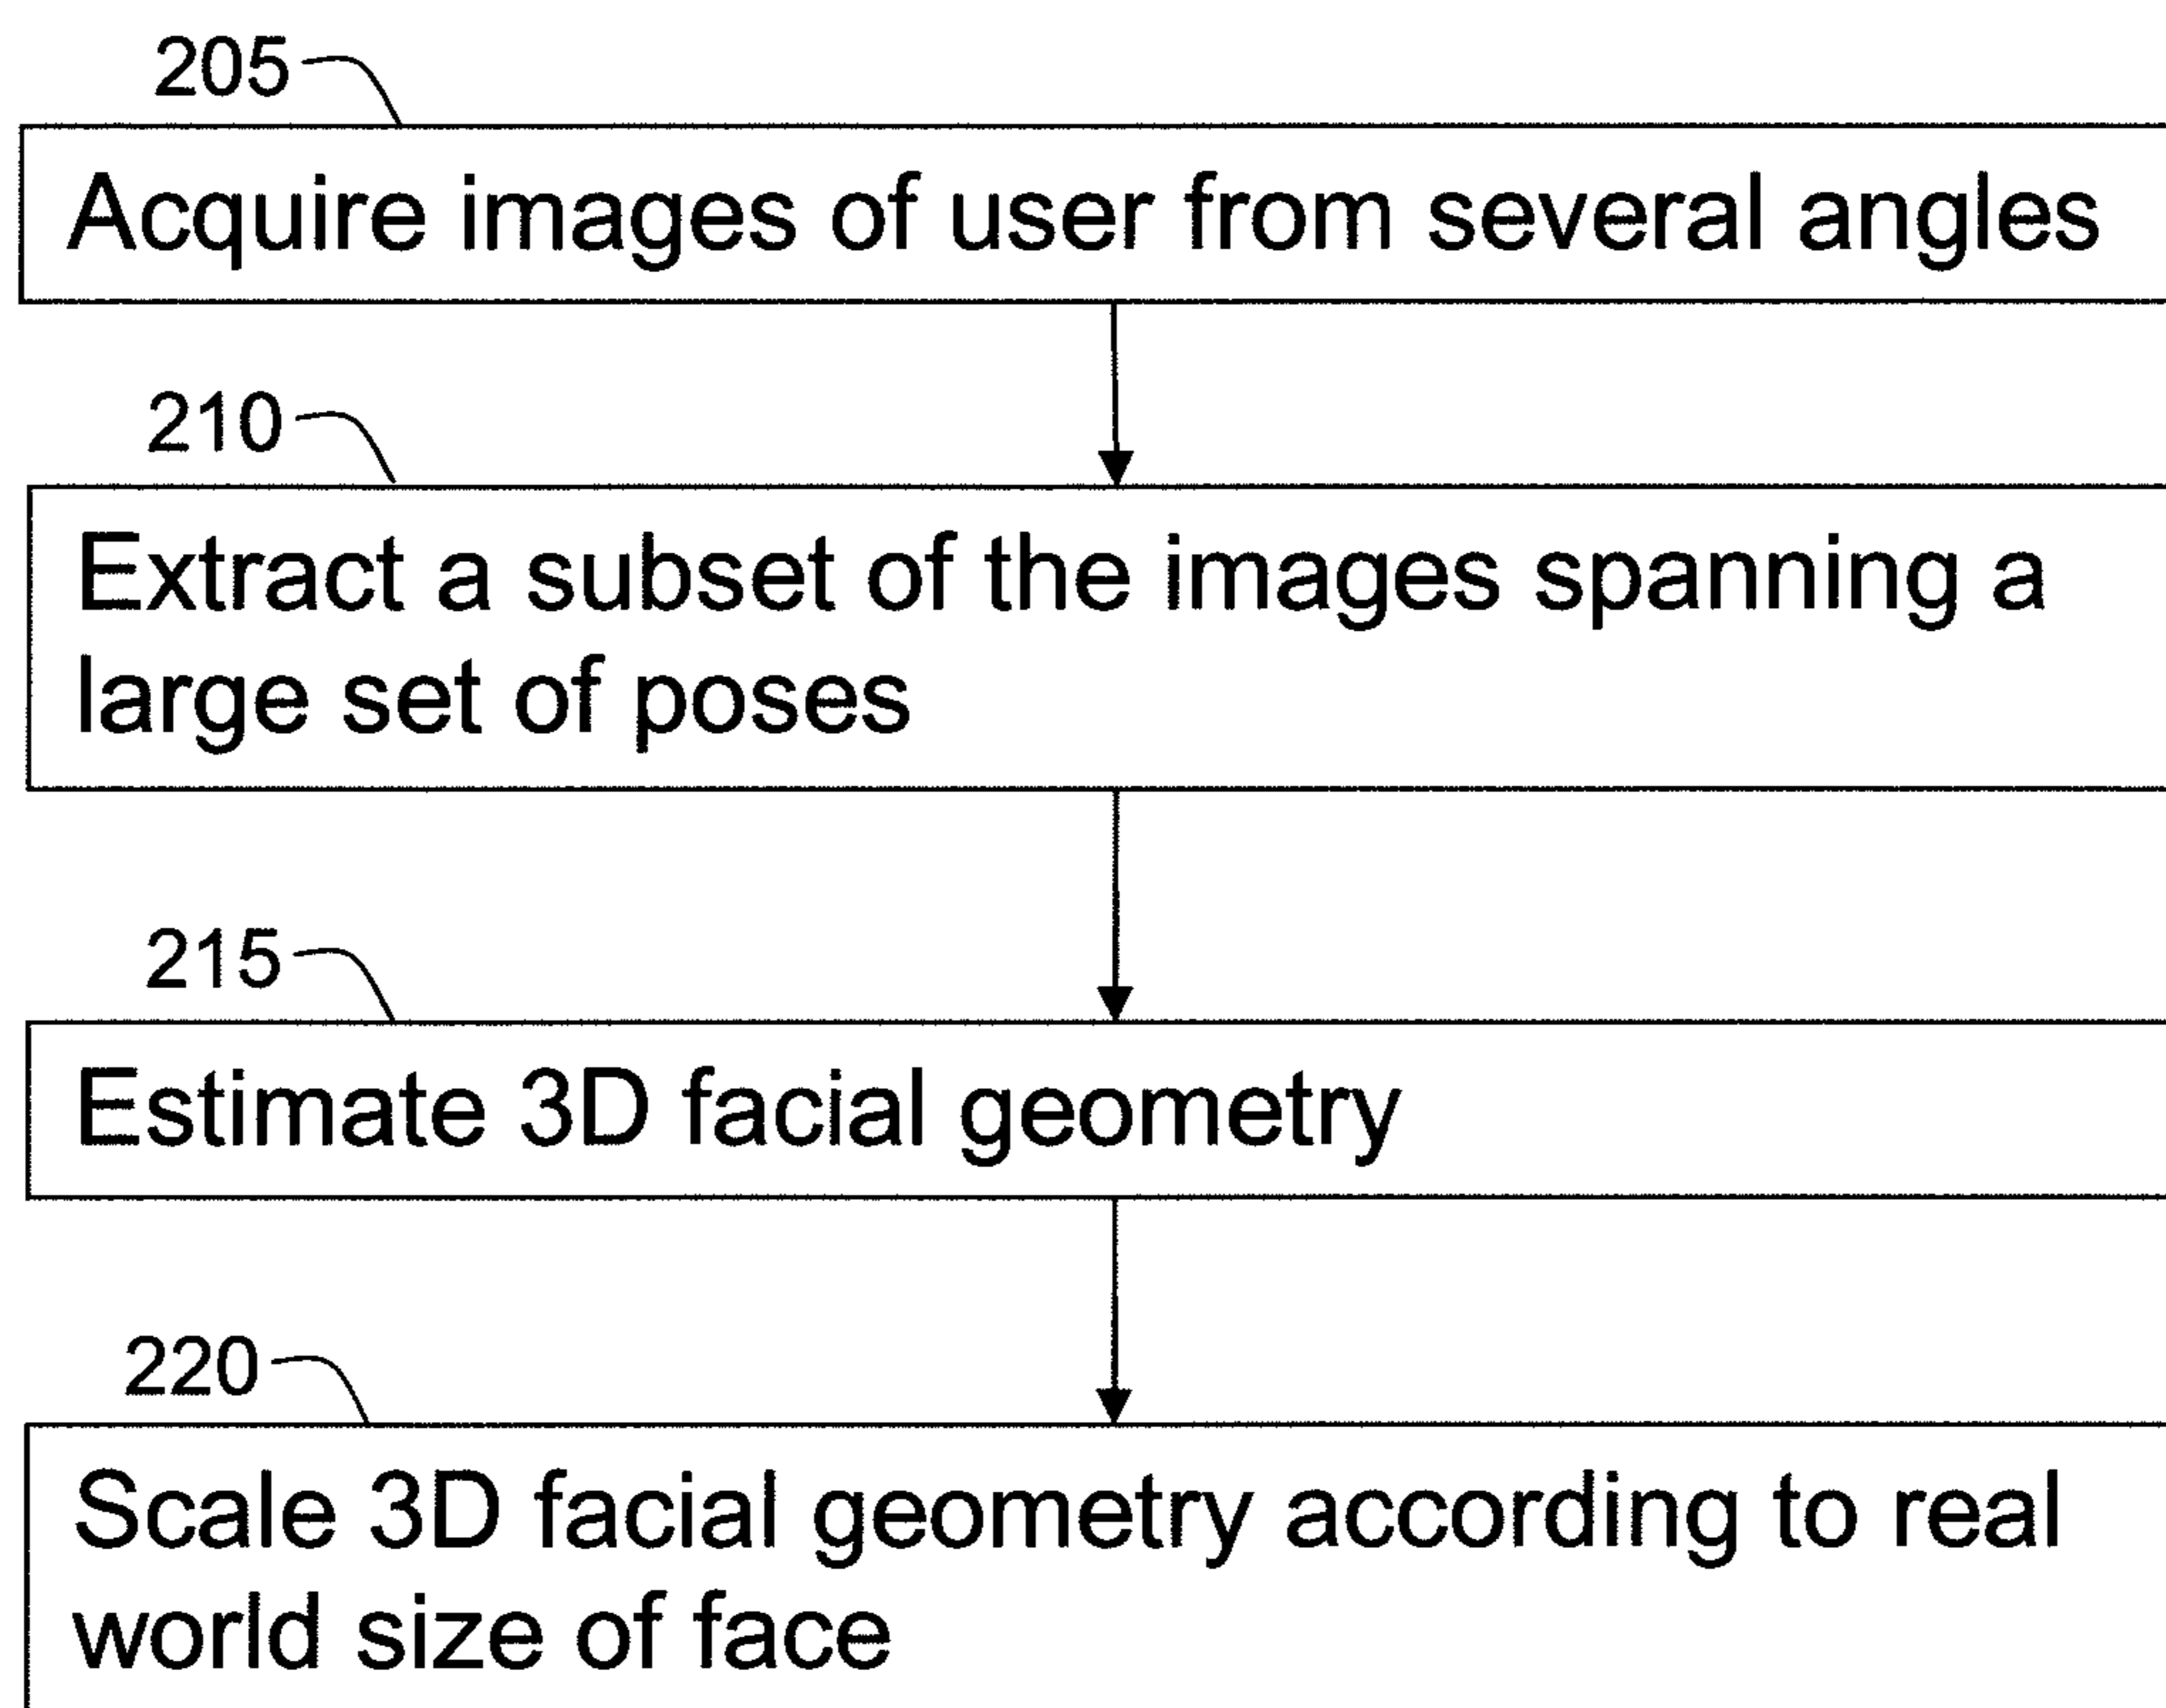 205
Acquire images of user from several angles
210
Extract a subset of the images spanning a
large set of poses
215
Estimate 3D facial geometry
220
Scale 3D facial geometry according to real
world size of face